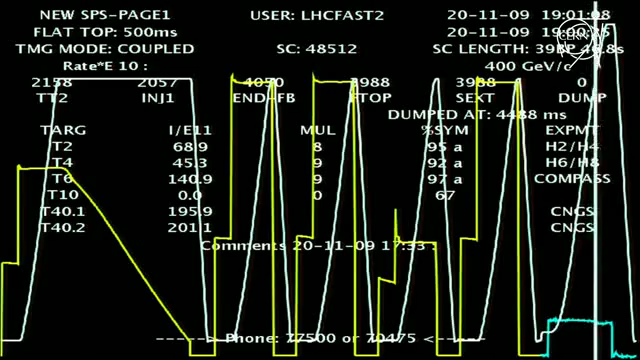 NEW SPS-PAGE1 USER: LHCFAST2 20-11-09 19:01:08
FLAT TOP: 500ms 20-11-09
TMG MODE: COUPLED SC: 48512 SC LENGTH:
Rate*E 10 : 400 GeV/c
2158 2057 4050 3988 3988 0
TT2 INJ1 END-FB FTOP SEXT DUMP
DUMPED AT: 4488 ms
TARG I/E11 MUL %SYM EXPMT
T2 68.9 8 95 a H2/H4
T4 45.3 9 92 a H6/H8
T6 140.9 9 97 a COMPASS
T10 0.0 0 67
T40.1 195.9 CNGS
T40.2 201.1 CNGS
Comments 20-11-09 17:33 :
-----> Phone: 77500 or 70475 <-----
CERN